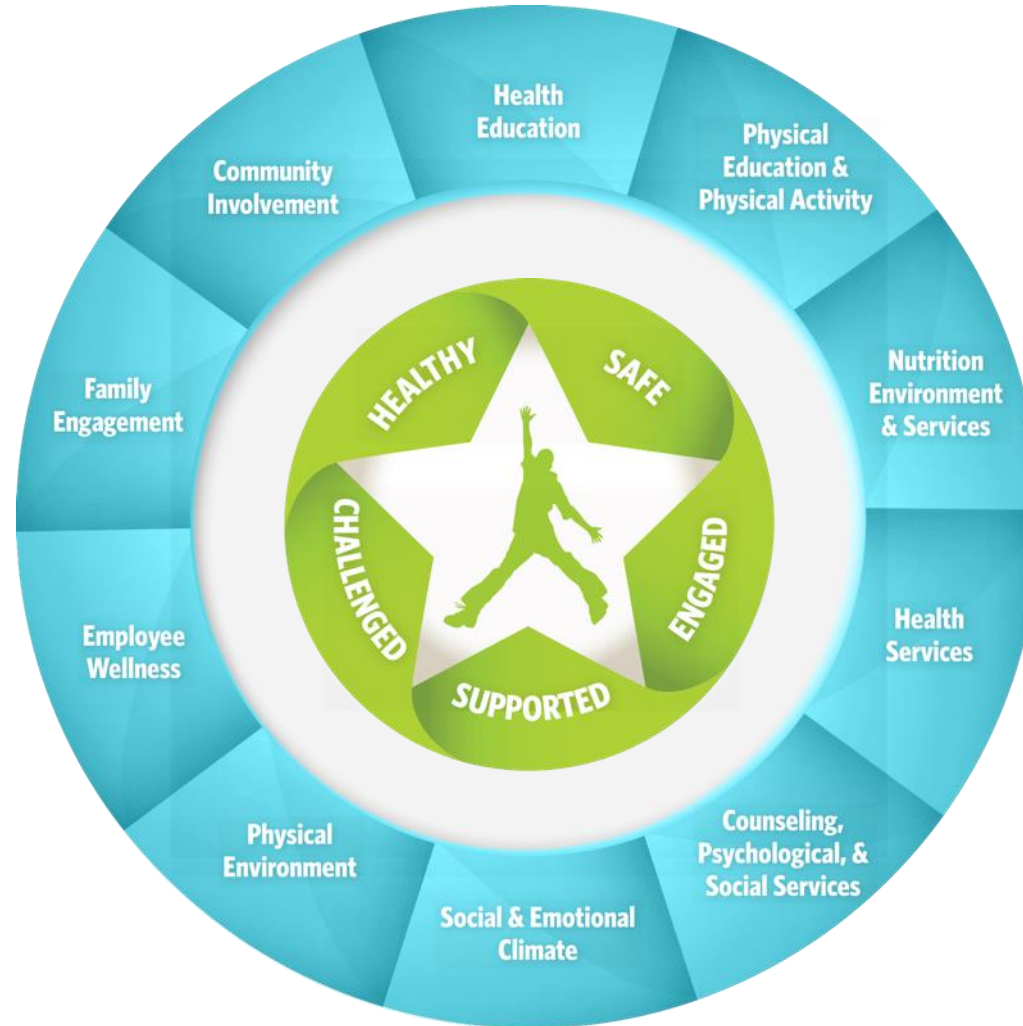 Health
Education
Physical
Education &
Physical Activity
Nutrition
Environment
& Services
Health
Services
Counseling,
Psychological, &
Social Services
Social & Emotional
Climate
Physical
Environment
Employee
Wellness
Family
Engagement
Community
Involvement
HEALTHY
SAFE
ENGAGED
SUPPORTED
CHALLENGED